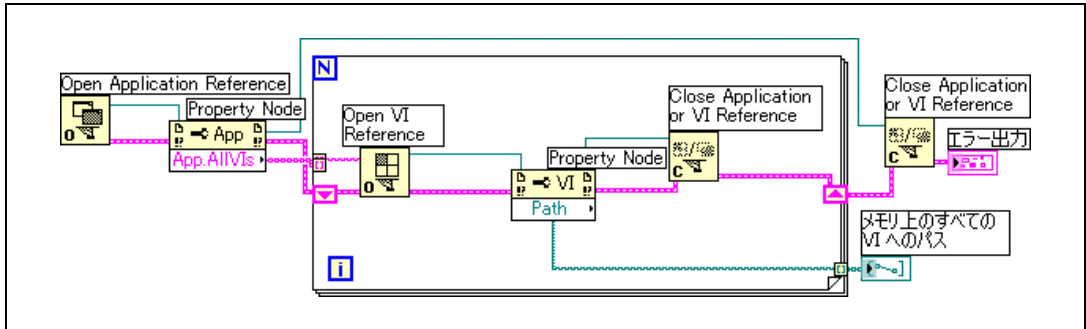 N
Open Application Reference
Property Node
App
App.AllVIs
Open VI
Reference
Property Node
VI
Path
Close Application
or VI Reference
Close Application
or VI Reference
エラー出力
メモリ上のすべての
VI へのパス
i